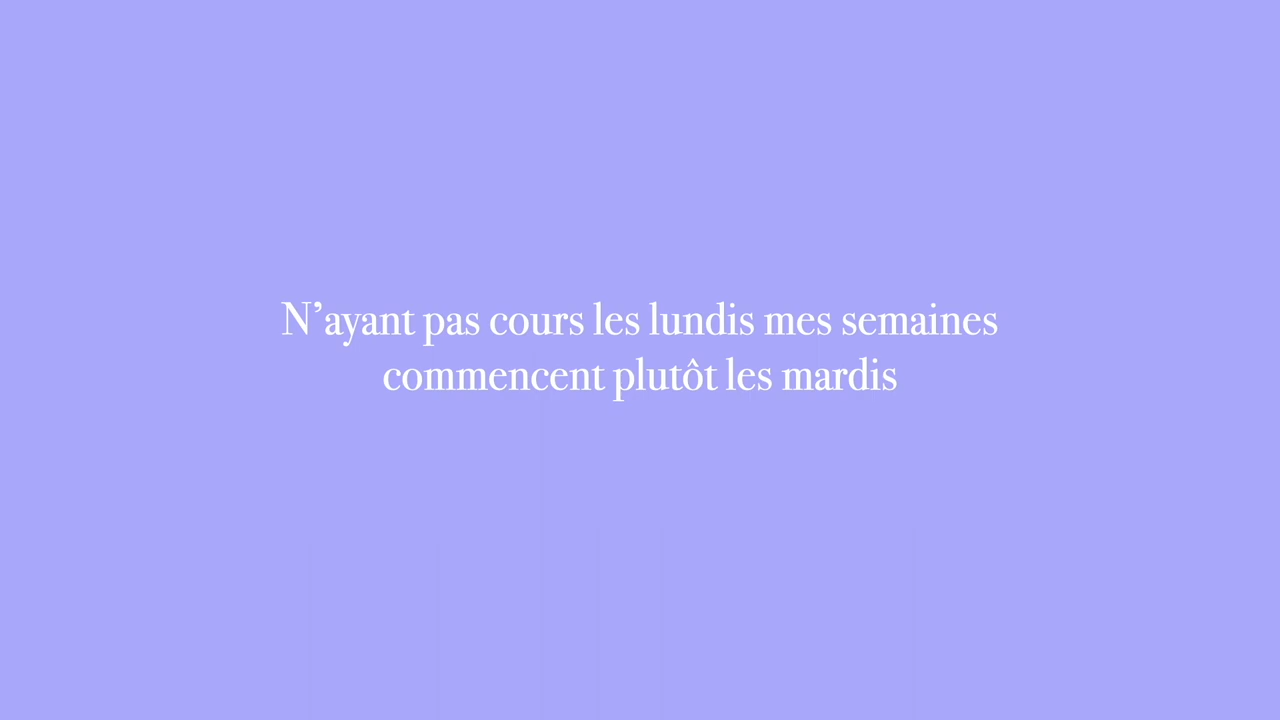 N’ayant pas cours les lundis mes semaines
commencent plutôt les mardis